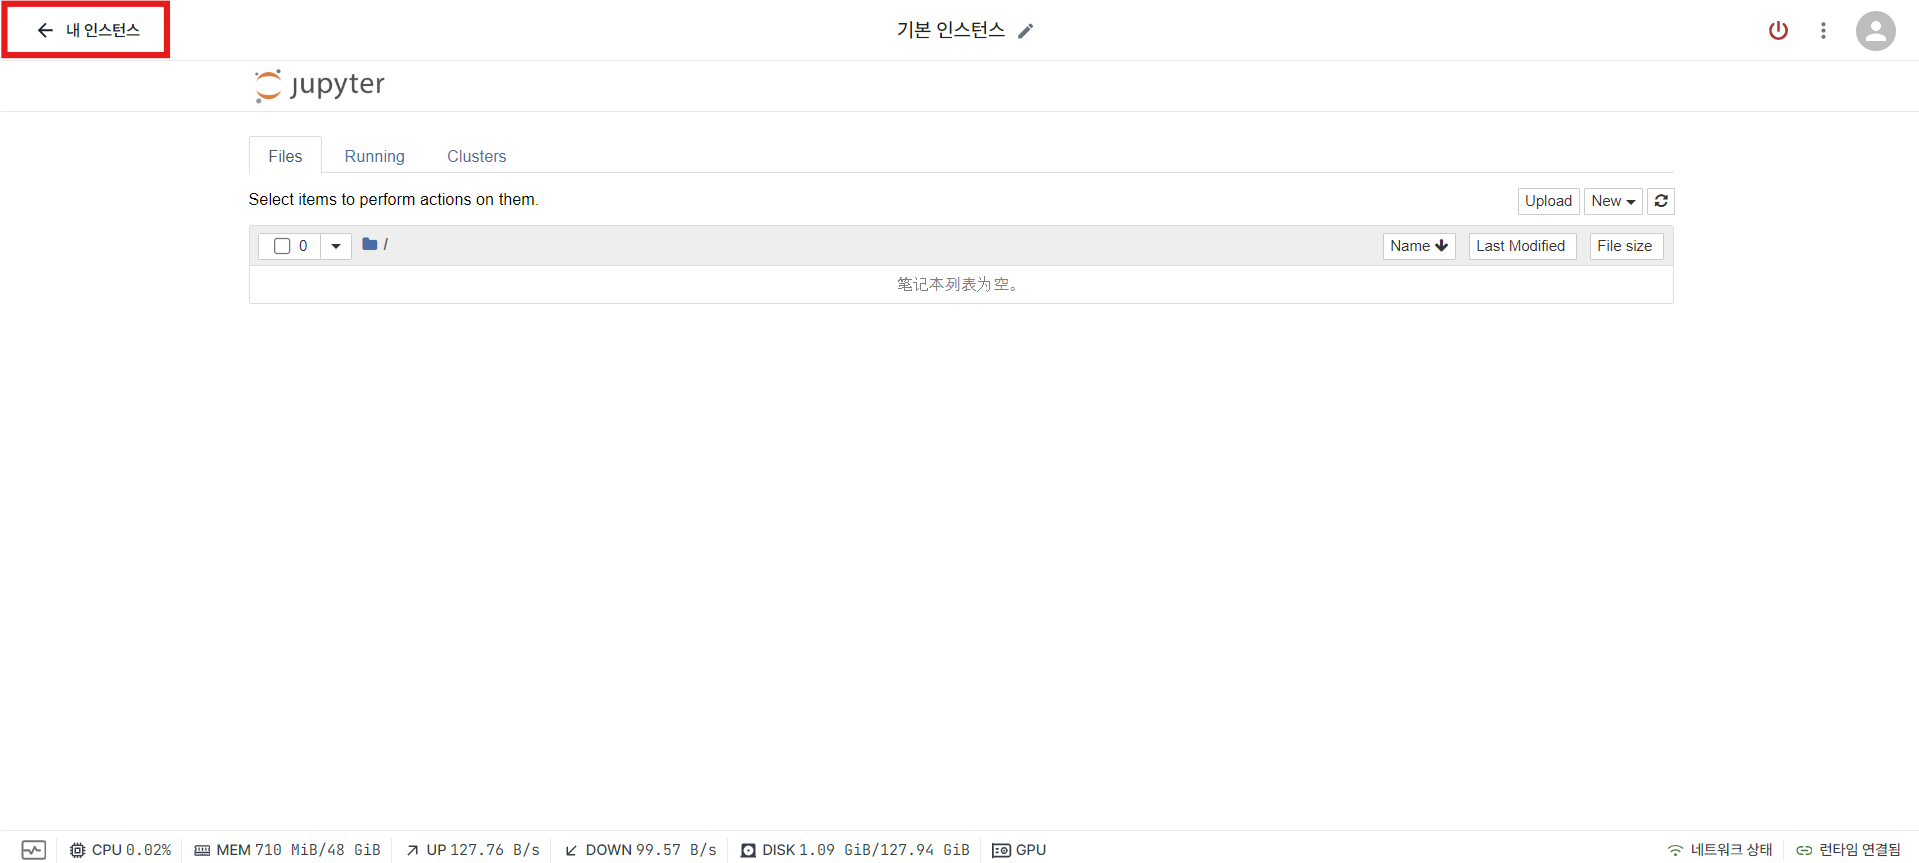 내 인스턴스
기본 인스턴스
jupyter
Files Running Clusters
Select items to perform actions on them.
Upload New
0 / Name Last Modified File size
笔记本列表为空。
CPU 0.02% MEM 710 MiB/48 GiB UP 127.76 B/s DOWN 99.57 B/s DISK 1.09 GiB/127.94 GiB GPU 네트워크 상태 런타임 연결됨